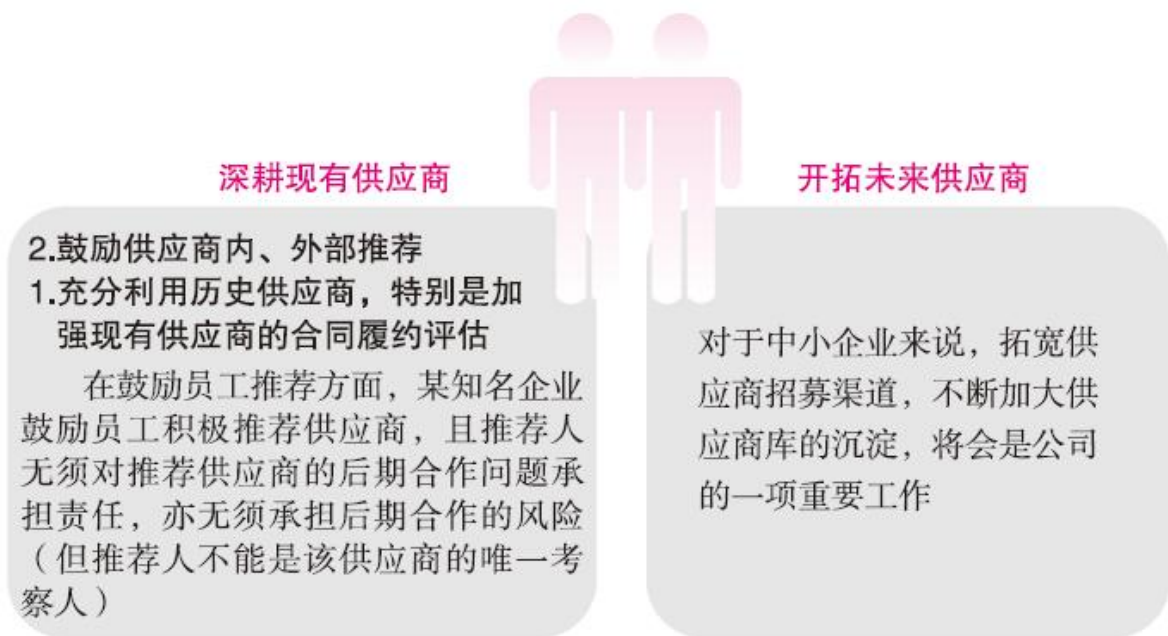 深耕现有供应商
2.鼓励供应商内、外部推荐
1.充分利用历史供应商，特别是加
强现有供应商的合同履约评估
在鼓励员工推荐方面，某知名企业
鼓励员工积极推荐供应商，且推荐人
无须对推荐供应商的后期合作问题承
担责任，亦无须承担后期合作的风险
（但推荐人不能是该供应商的唯一考
察人）
开拓未来供应商
对于中小企业来说，拓宽供
应商招募渠道，不断加大供
应商库的沉淀，将会是公司
的一项重要工作